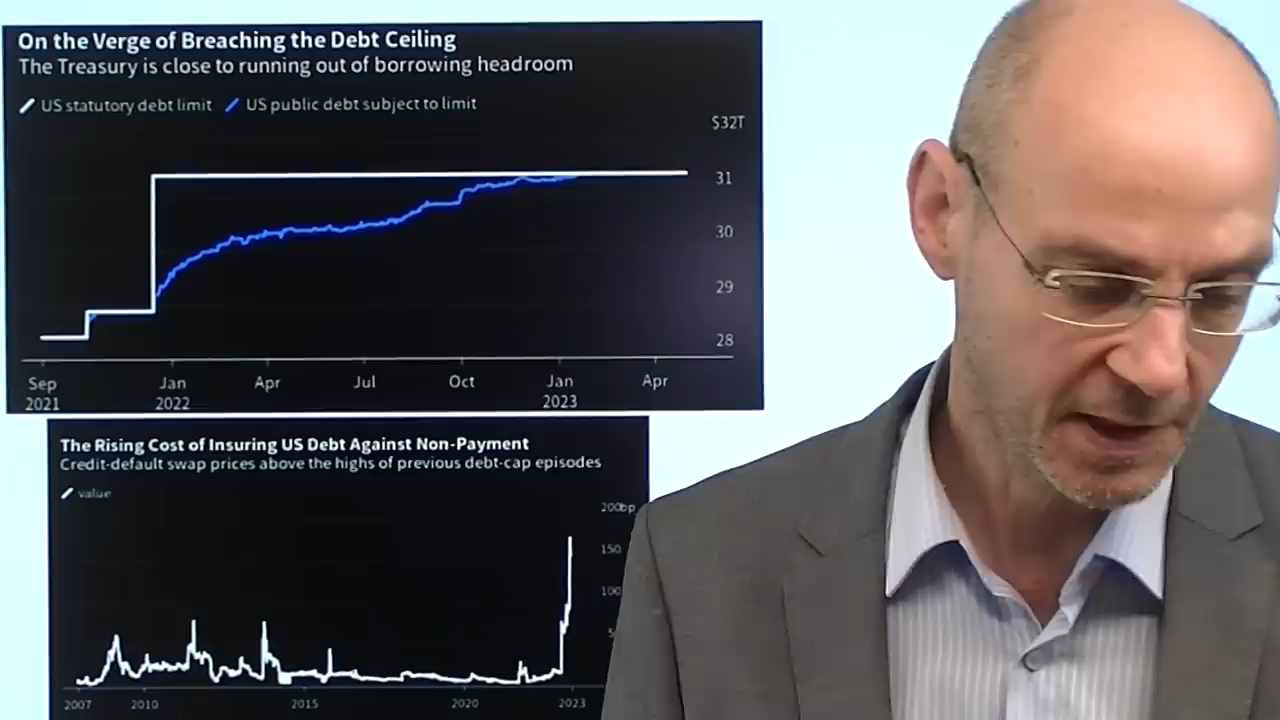 On the Verge of Breaching the Debt Ceiling
The Treasury is close to running out of borrowing headroom
US statutory debt limit US public debt subject to limit
$32T
31
30
29
28
Sep Jan Apr Jul Oct Jan Apr
2021 2022 2023
The Rising Cost of Insuring US Debt Against Non-Payment
Credit-default swap prices above the highs of previous debt-cap episodes
value
200bp
150
100
2007 2010 2015 2020 2023